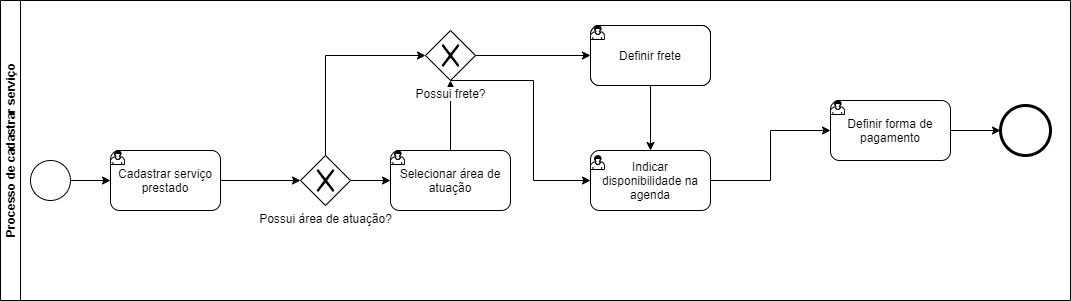 Processo de cadastrar serviço
Cadastrar serviço
prestado
Possui área de atuação?
Selecionar área de
atuação
Possui frete?
Definir frete
Indicar
disponibilidade na
agenda
Definir forma de
pagamento